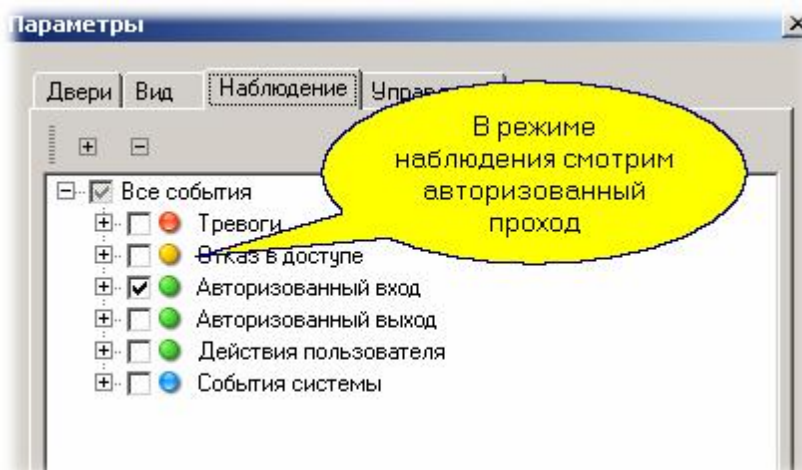 Параметры
Двери Вид Наблюдение
В режиме
наблюдения смотрим
авторизованный
проход
Все события
Тревоги
Отказ в доступе
Авторизованный вход
Авторизованный выход
Действия пользователя
События системы